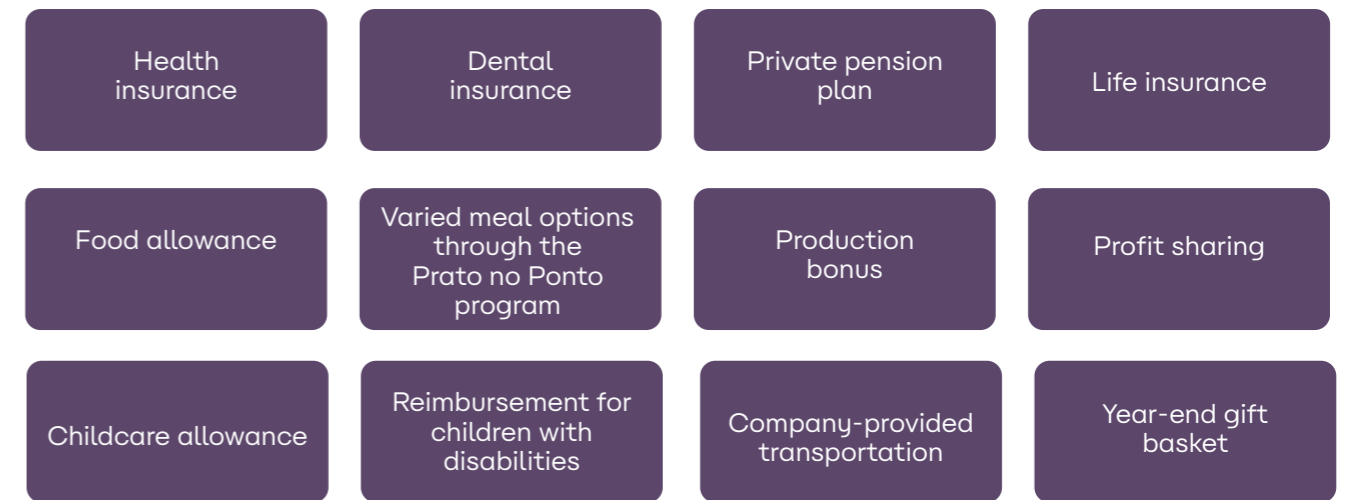 Health
insurance
Dental
insurance
Private pension
plan
Life insurance
Food allowance
Varied meal options
through the
Prato no Ponto
program
Production
bonus
Profit sharing
Childcare allowance
Reimbursement for
children with
disabilities
Company-provided
transportation
Year-end gift
basket